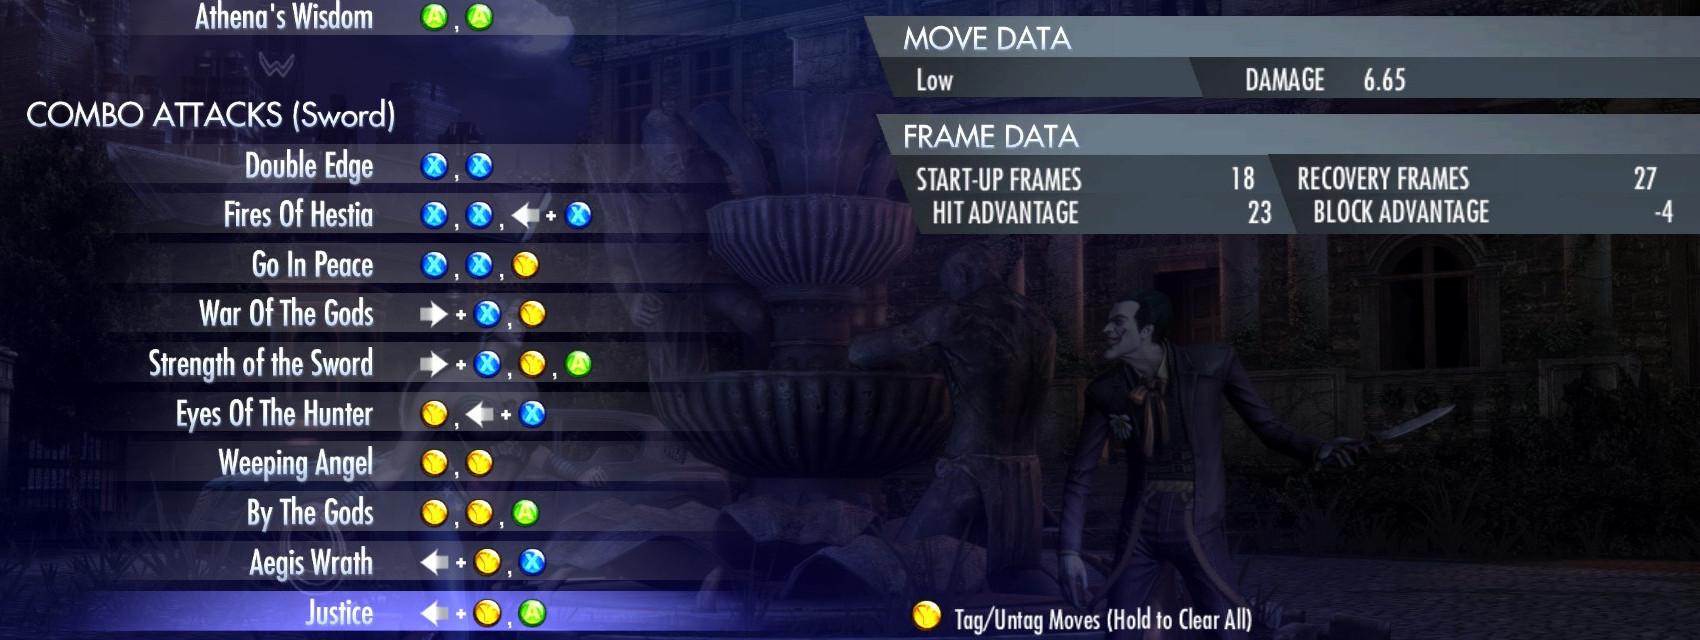 Athena's Wisdom A , A
COMBO ATTACKS (Sword)
Double Edge X , X
Fires Of Hestia X , X , + X
Go In Peace X , X , Y
War Of The Gods + X , Y
Strength of the Sword + X , Y , A
Eyes Of The Hunter Y , + X
Weeping Angel Y , Y
By The Gods Y , Y , A
Aegis Wrath + Y , X
Justice + Y , A
MOVE DATA
Low DAMAGE 6.65
FRAME DATA
START-UP FRAMES 18 RECOVERY FRAMES 27
HIT ADVANTAGE 23 BLOCK ADVANTAGE -4
Y Tag/Untag Moves (Hold to Clear All)